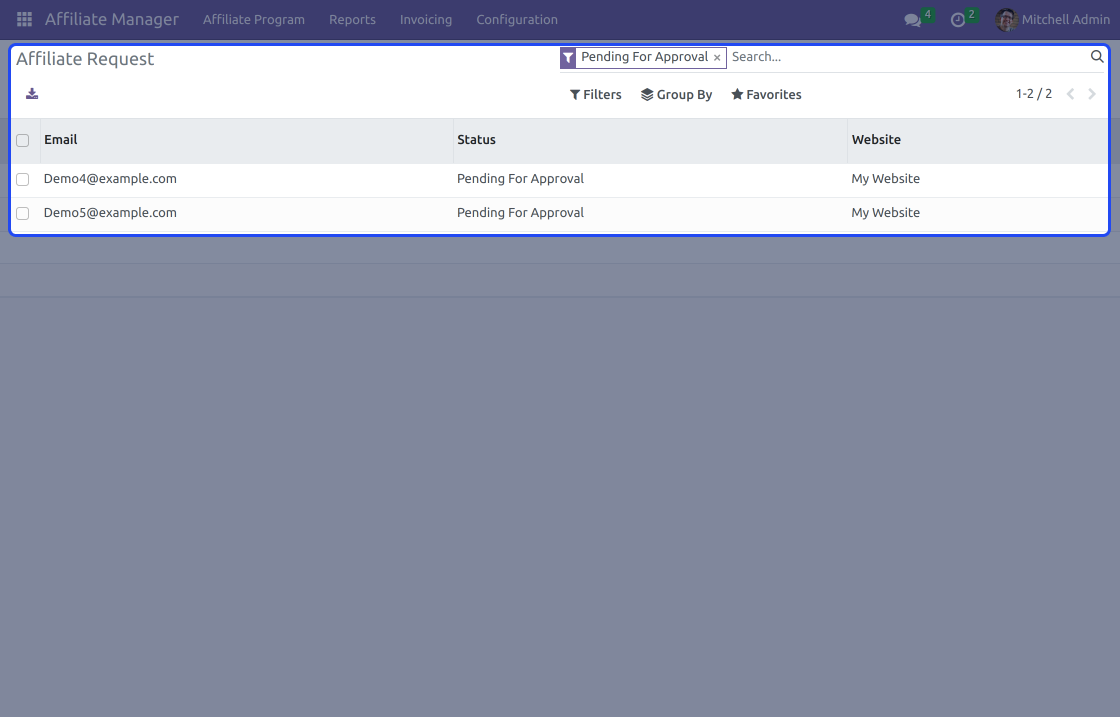 Affiliate Manager Affiliate Program Reports Invoicing Configuration 4 2 Mitchell Admin
Affiliate Request Pending For Approval × Search...
Filters Group By Favorites 1-2 / 2
Email Status Website
Demo4@example.com Pending For Approval My Website
Demo5@example.com Pending For Approval My Website